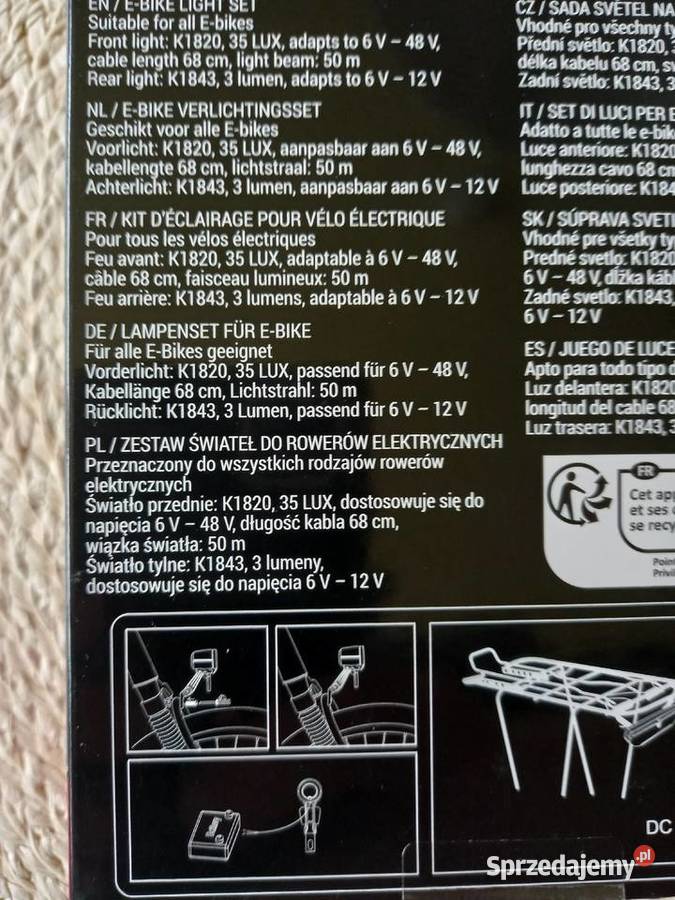 EN / E-BIKE LIGHT SET
Suitable for all E-bikes
Front light: K1820, 35 LUX, adapts to 6 V – 48 V,
cable length 68 cm, light beam: 50 m
Rear light: K1843, 3 lumen, adapts to 6 V – 12 V
NL / E-BIKE VERLICHTINGSSET
Geschikt voor alle E-bikes
Voorlicht: K1820, 35 LUX, aanpasbaar aan 6 V – 48 V,
kabellengte 68 cm, lichtstraal: 50 m
Achterlicht: K1843, 3 lumen, aanpasbaar aan 6 V – 12 V
FR / KIT D'ÉCLAIRAGE POUR VÉLO ÉLECTRIQUE
Pour tous les vélos électriques
Feu avant: K1820, 35 LUX, adaptable à 6 V – 48 V,
câble 68 cm, faisceau lumineux: 50 m
Feu arrière: K1843, 3 lumens, adaptable à 6 V – 12 V
DE / LAMPENSET FÜR E-BIKE
Für alle E-Bikes geeignet
Vorderlicht: K1820, 35 LUX, passend für 6 V – 48 V,
Kabellänge 68 cm, Lichtstrahl: 50 m
Rücklicht: K1843, 3 Lumen, passend für 6 V – 12 V
PL / ZESTAW ŚWIATEŁ DO ROWERÓW ELEKTRYCZNYCH
Przeznaczony do wszystkich rodzajów rowerów
elektrycznych
Światło przednie: K1820, 35 LUX, dostosowuje się do
napięcia 6 V – 48 V, długość kabla 68 cm,
wiązka światła: 50 m
Światło tylne: K1843, 3 lumeny,
dostosowuje się do napięcia 6 V – 12 V
CZ / SADA SVĚTEL NA
Vhodné pro všechny
Přední světlo: K1820,
délka kabelu 68 cm,
Zadní světlo: K1843, 3
IT / SET DI LUCI PER
Adatto a tutte le
Luce anteriore: K1820
lunghezza cavo 68
Luce posteriore:
SK / SÚPRAVA
Vhodné pre všetky
Predné svetlo: K1820
6 V – 48 V, dĺžka
Zadné svetlo: K1843,
6 V – 12 V
ES / JUEGO DE LUCE
Apto para todo tipo
Luz delantera: K1820
longitud del cable 68
Luz trasera: K1843, 3
FR
Cet
et ses
se
DC
Sprzedajemy.pl